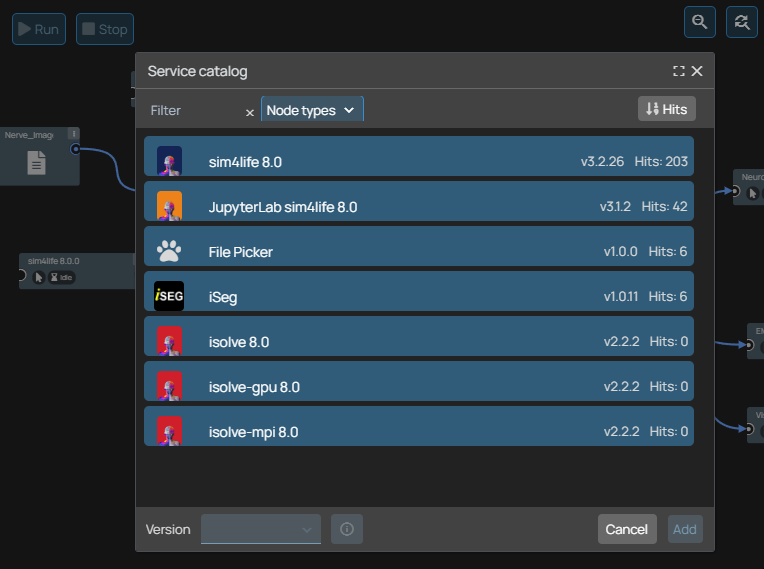 Run
Stop
Service catalog
Filter
Node types
Hits
Nerve_Imag
sim4life 8.0 v3.2.26 Hits: 203
JupyterLab sim4life 8.0 v3.1.2 Hits: 42
Neuro
File Picker v1.0.0 Hits: 6
sim4life 8.0.0
Idle
iSEG iSeg v1.0.11 Hits: 6
isolve 8.0 v2.2.2 Hits: 0
isolve-gpu 8.0 v2.2.2 Hits: 0
isolve-mpi 8.0 v2.2.2 Hits: 0
Vi
Version
Cancel
Add